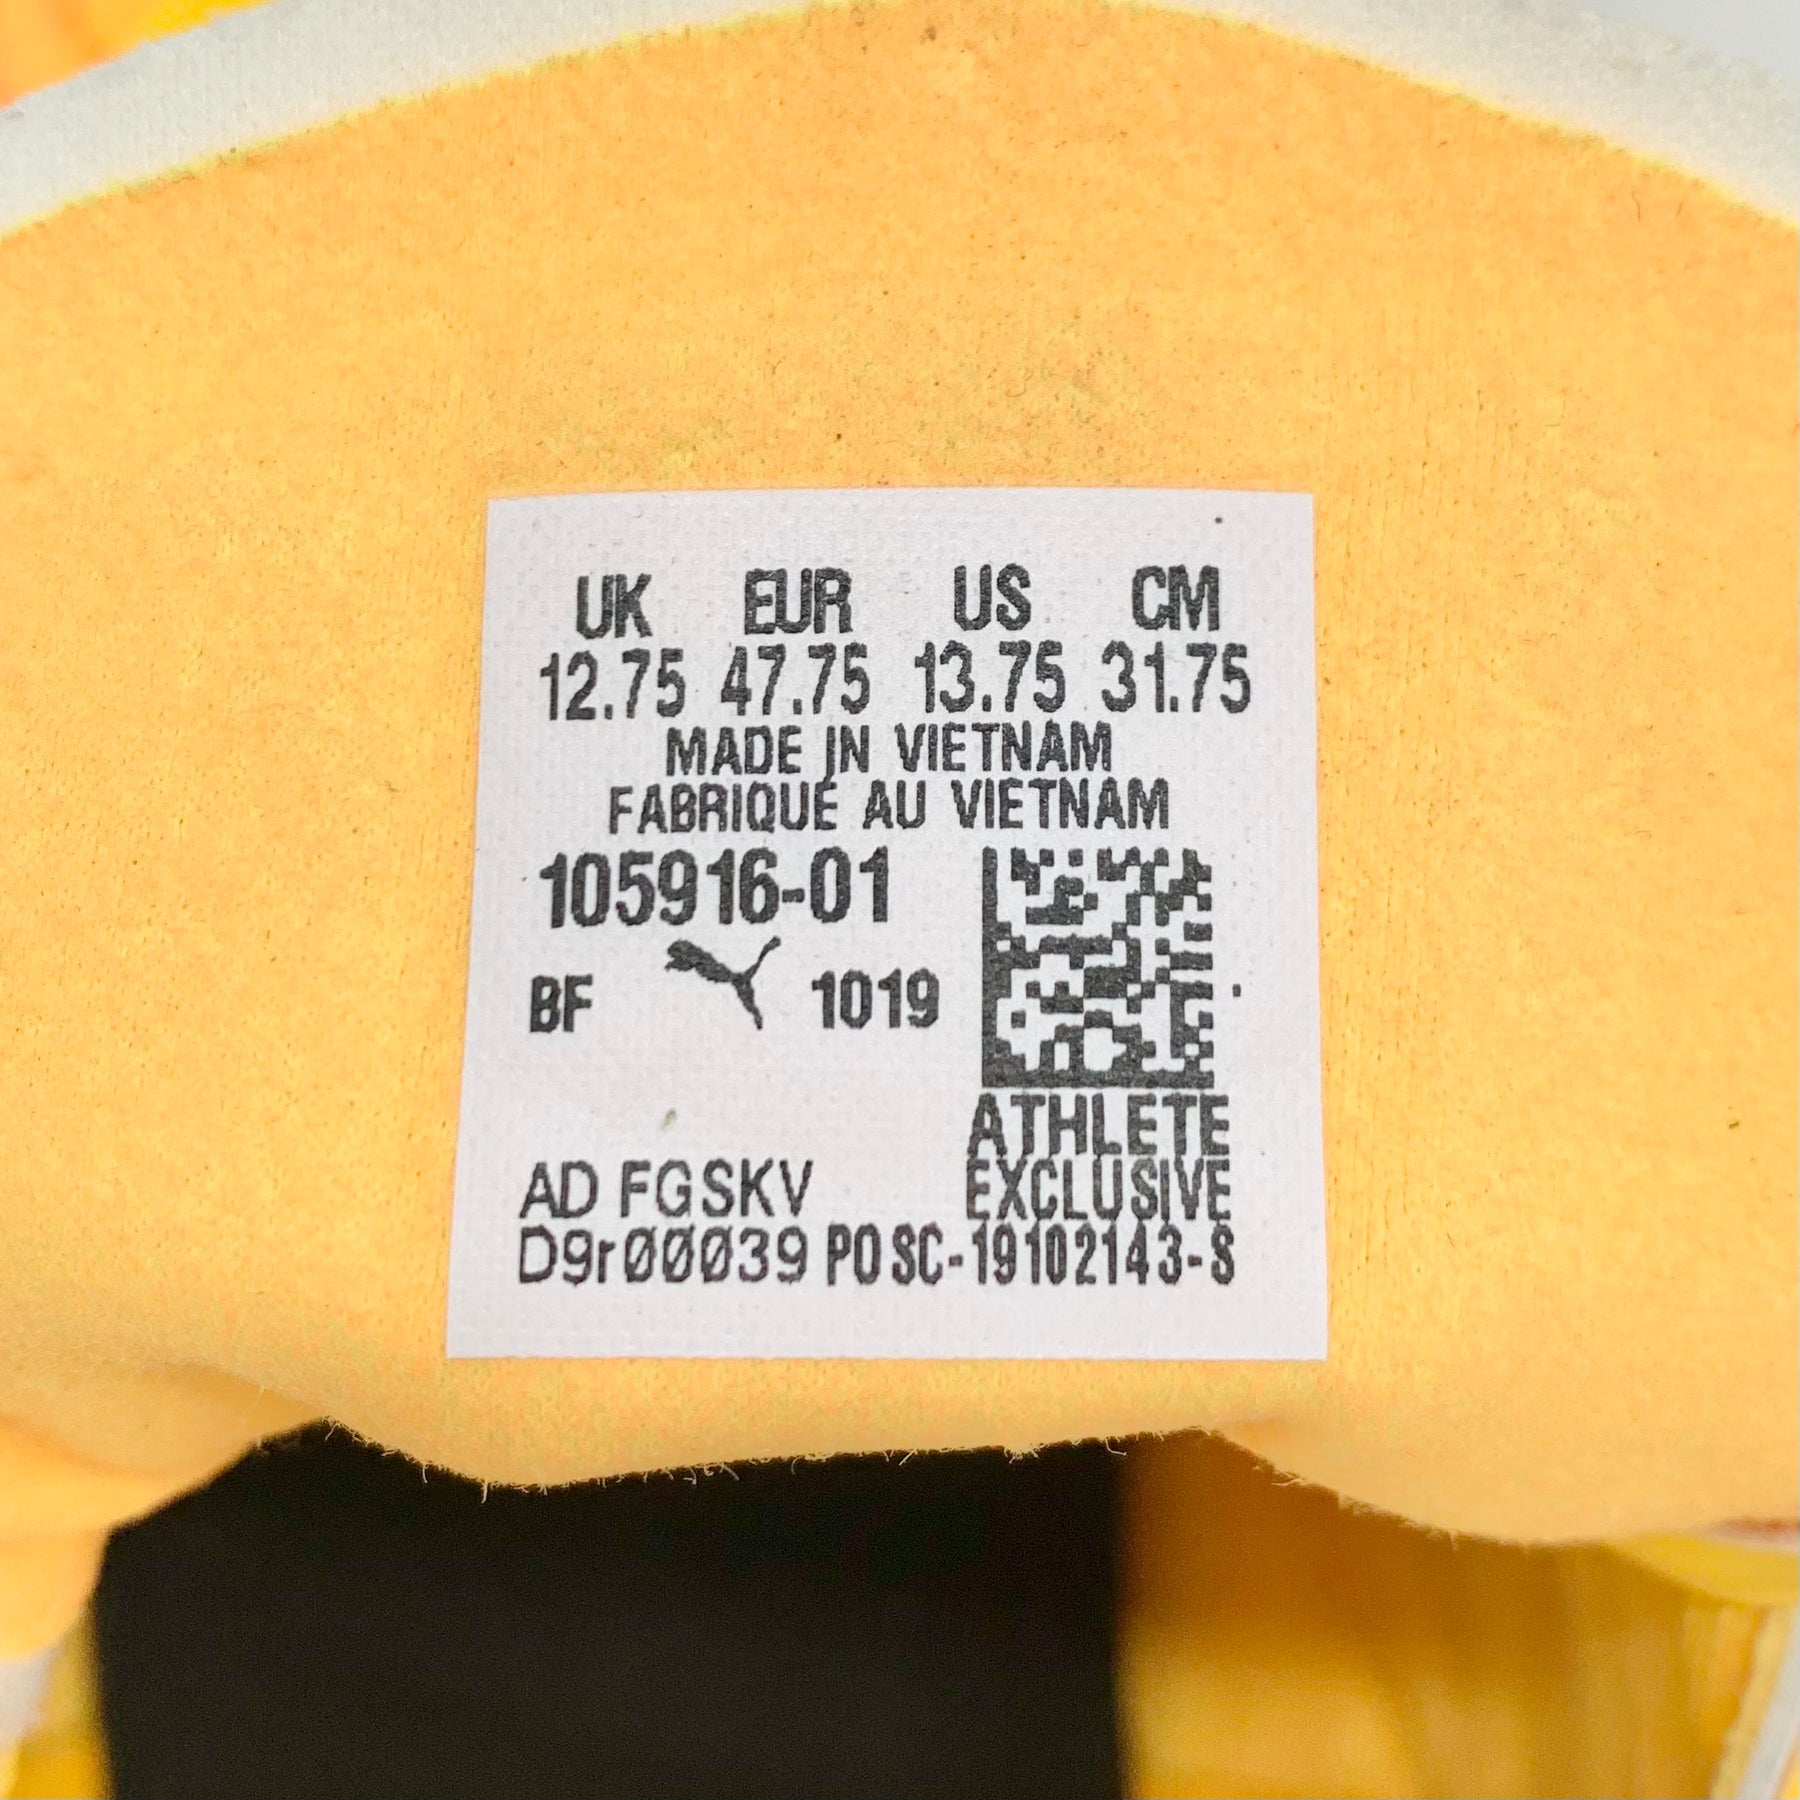 UK EUR US CM
12.75 47.75 13.75 31.75
MADE IN VIETNAM
FABRIQUÉ AU VIETNAM
105916-01
BF 1019
ATHLETE
EXCLUSIVE
AD FGSKV
D9r00039 PO SC-19102143-S